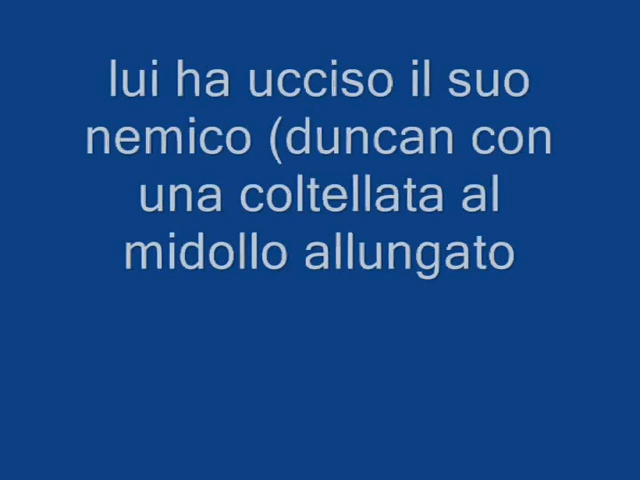 lui ha ucciso il suo
nemico (duncan con
una coltellata al
midollo allungato